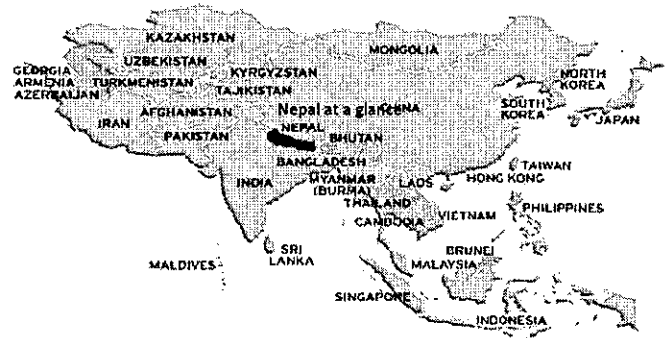 KAZAKHSTAN
MONGOLIA
UZBEKISTAN
GEORGIA
ARMENIA
AZERBAIJAN
TURKMENISTAN
KYRGYZSTAN
TAJIKISTAN
NORTH
KOREA
SOUTH
KOREA
JAPAN
AFGHANISTAN
Nepal at a glance
CHINA
IRAN
PAKISTAN
NEPAL
BHUTAN
BANGLADESH
INDIA
MYANMAR
(BURMA)
LAOS
HONG KONG
TAIWAN
THAILAND
CAMBODIA
VIETNAM
PHILIPPINES
SRI
LANKA
MALDIVES
BRUNEI
MALAYSIA
SINGAPORE
INDONESIA